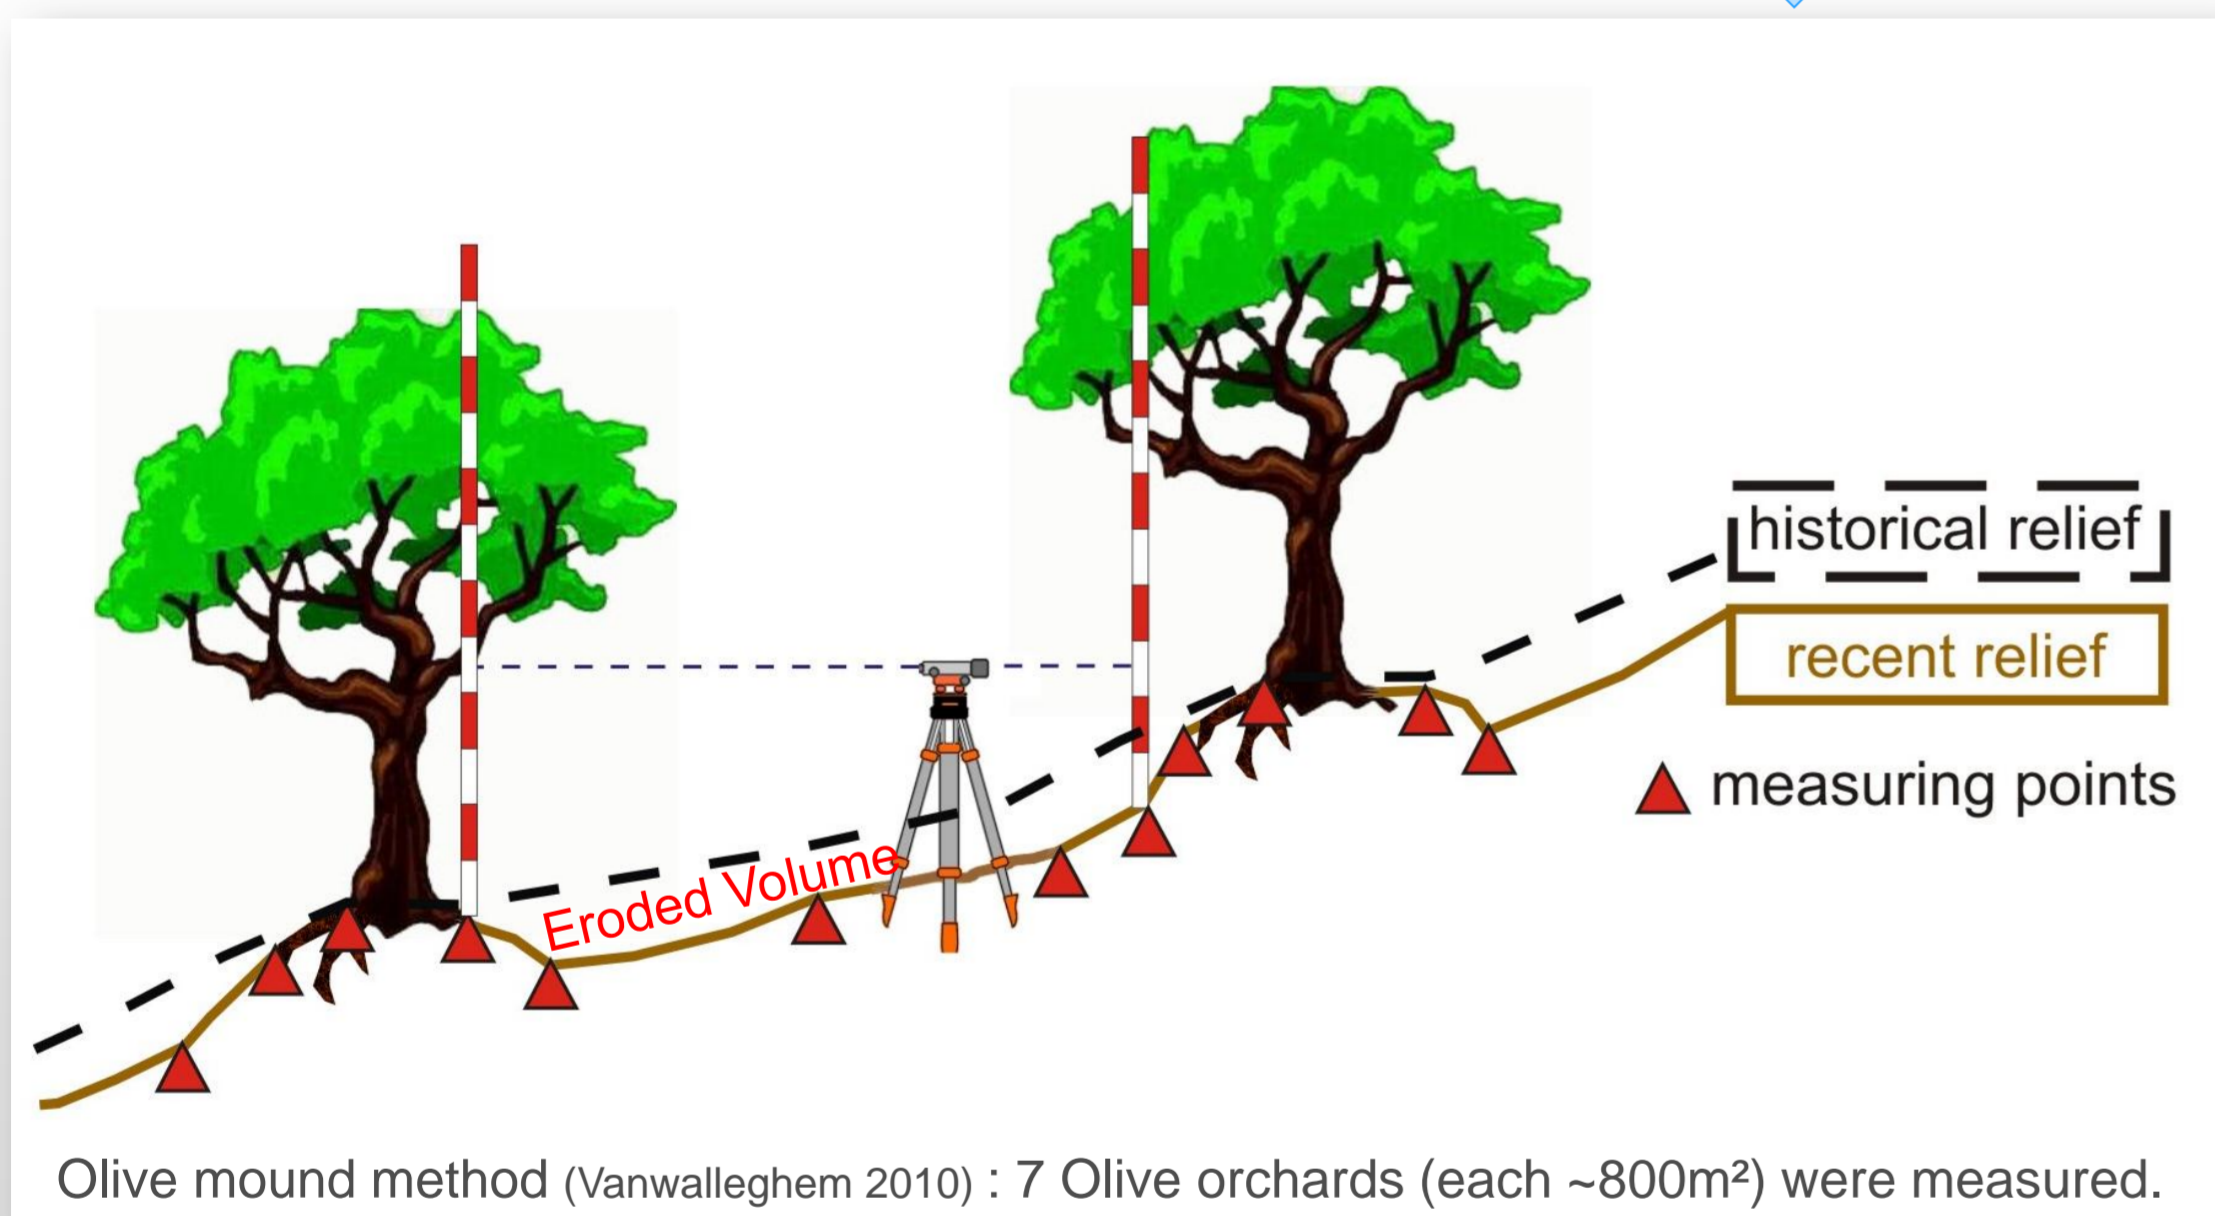 historical relief
recent relief
measuring points
Eroded Volume
Olive mound method (Vanwalleghem 2010) : 7 Olive orchards (each ~800m²) were measured.